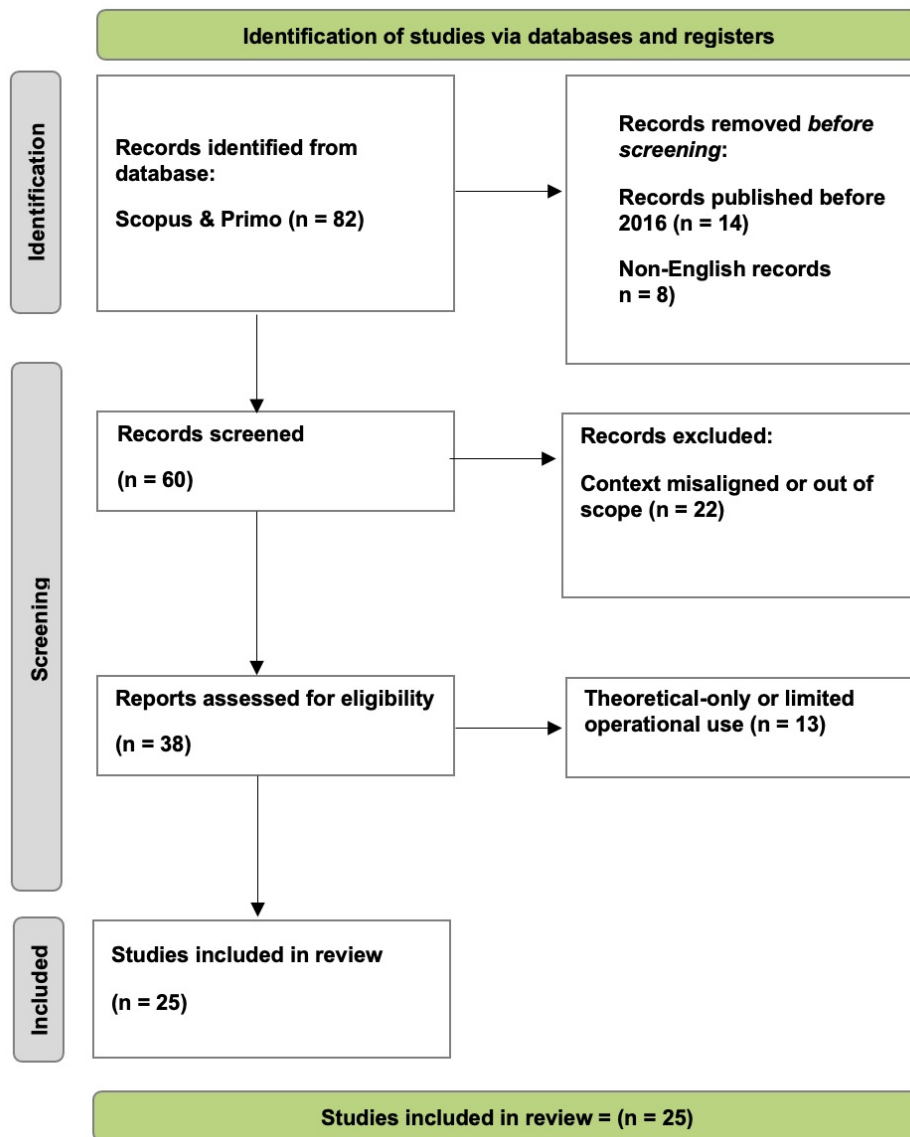 Identification of studies via databases and registers
Identification
Records identified from
database:
Scopus & Primo (n = 82)
Records removed before
screening:
Records published before
2016 (n = 14)
Non-English records
n = 8)
Screening
Records screened
(n = 60)
Records excluded:
Context misaligned or out of
scope (n = 22)
Reports assessed for eligibility
(n = 38)
Theoretical-only or limited
operational use (n = 13)
Included
Studies included in review
(n = 25)
Studies included in review = (n = 25)